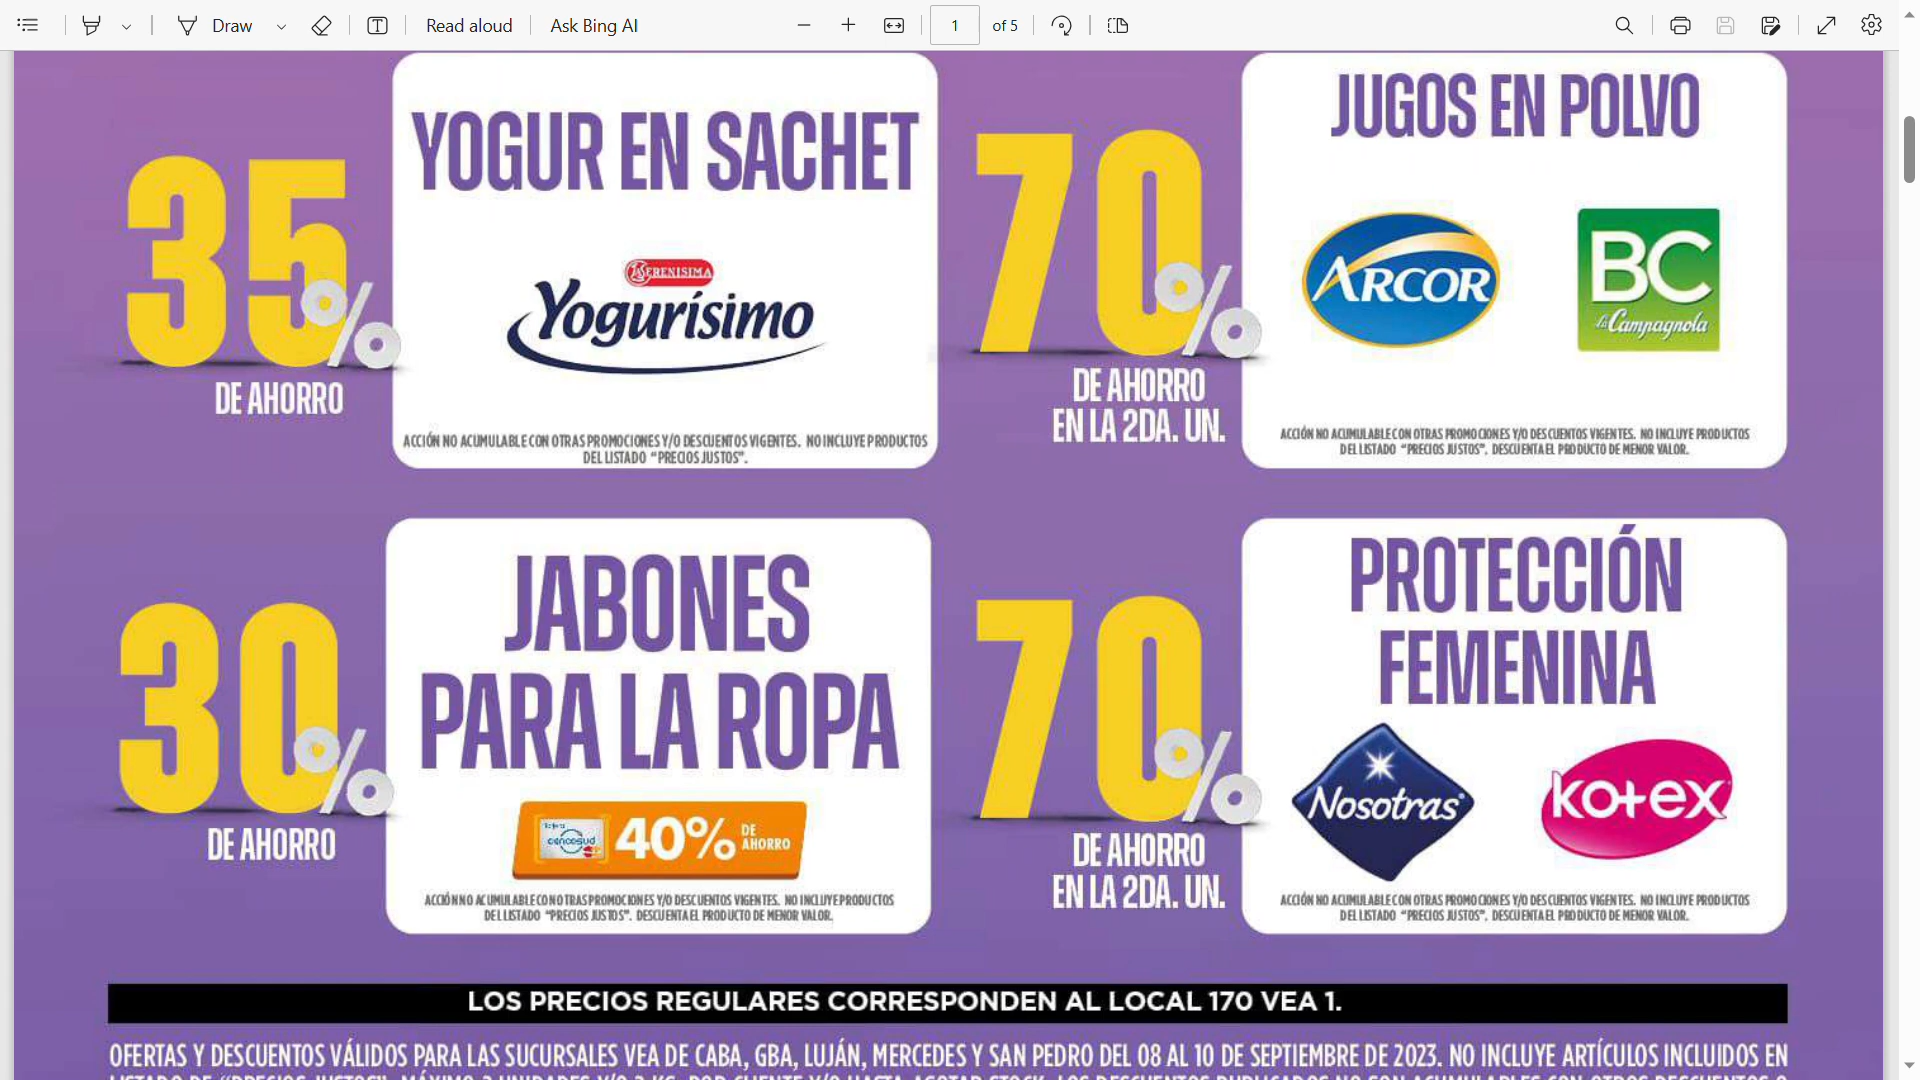 Draw
Read aloud
Ask Bing AI
1 of 5
35%
DE AHORRO
YOGUR EN SACHET
LA SERENISIMA
Yogurísimo
ACCIÓN NO ACUMULABLE CON OTRAS PROMOCIONES Y/O DESCUENTOS VIGENTES. NO INCLUYE PRODUCTOS
DEL LISTADO "PRECIOS JUSTOS".
70%
DE AHORRO
EN LA 2DA. UN.
JUGOS EN POLVO
ARCOR
BC
La Campagnola
ACCIÓN NO ACUMULABLE CON OTRAS PROMOCIONES Y/O DESCUENTOS VIGENTES. NO INCLUYE PRODUCTOS
DEL LISTADO "PRECIOS JUSTOS". DESCUENTA EL PRODUCTO DE MENOR VALOR.
30%
DE AHORRO
JABONES
PARA LA ROPA
Tarjeta
cencosud
40% DE
AHORRO
ACCIÓN NO ACUMULABLE CON OTRAS PROMOCIONES Y/O DESCUENTOS VIGENTES. NO INCLUYE PRODUCTOS
DEL LISTADO "PRECIOS JUSTOS". DESCUENTA EL PRODUCTO DE MENOR VALOR.
70%
DE AHORRO
EN LA 2DA. UN.
PROTECCIÓN
FEMENINA
Nosotras
kotex
ACCIÓN NO ACUMULABLE CON OTRAS PROMOCIONES Y/O DESCUENTOS VIGENTES. NO INCLUYE PRODUCTOS
DEL LISTADO "PRECIOS JUSTOS". DESCUENTA EL PRODUCTO DE MENOR VALOR.
LOS PRECIOS REGULARES CORRESPONDEN AL LOCAL 170 VEA 1.
OFERTAS Y DESCUENTOS VÁLIDOS PARA LAS SUCURSALES VEA DE CABA, GBA, LUJÁN, MERCEDES Y SAN PEDRO DEL 08 AL 10 DE SEPTIEMBRE DE 2023. NO INCLUYE ARTÍCULOS INCLUIDOS EN